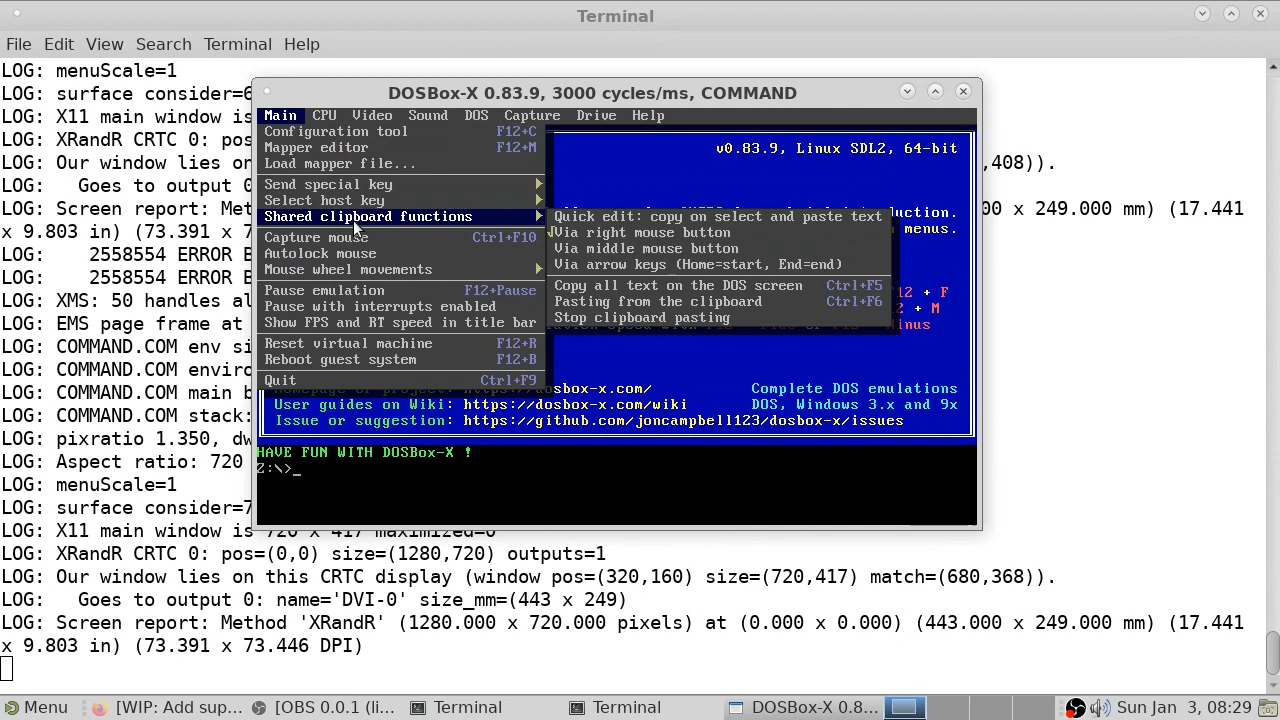 Terminal
File Edit View Search Terminal Help
LOG: menuScale=1
LOG: surface consider=6
LOG: X11 main window is
LOG: XRandR CRTC 0: pos=(
LOG: Our window lies on ,408)).
LOG: Goes to output 0
LOG: Screen report: Met 00 x 249.000 mm) (17.441
x 9.803 in) (73.391 x 7
LOG: 2558554 ERROR B
LOG: 2558554 ERROR B
LOG: XMS: 50 handles al
LOG: EMS page frame at
LOG: COMMAND.COM env si
LOG: COMMAND.COM enviro
LOG: COMMAND.COM main b
LOG: COMMAND.COM stack:
LOG: pixratio 1.350, dw
LOG: Aspect ratio: 720
LOG: menuScale=1
LOG: surface consider=7
LOG: X11 main window is 720 x 417 maximized=0
LOG: XRandR CRTC 0: pos=(0,0) size=(1280,720) outputs=1
LOG: Our window lies on this CRTC display (window pos=(320,160) size=(720,417) match=(680,368)).
LOG: Goes to output 0: name='DVI-0' size_mm=(443 x 249)
LOG: Screen report: Method 'XRandR' (1280.000 x 720.000 pixels) at (0.000 x 0.000) (443.000 x 249.000 mm) (17.441
x 9.803 in) (73.391 x 73.446 DPI)
DOSBox-X 0.83.9, 3000 cycles/ms, COMMAND
Main CPU Video Sound DOS Capture Drive Help
Configuration tool F12+C
Mapper editor F12+M
Load mapper file...
Send special key
Select host key
Shared clipboard functions
Capture mouse Ctrl+F10
Autolock mouse
Mouse wheel movements
Pause emulation F12+Pause
Pause with interrupts enabled
Show FPS and RT speed in title bar
Reset virtual machine F12+R
Reboot guest system F12+B
Quit Ctrl+F9
Quick edit: copy on select and paste text
√Via right mouse button
Via middle mouse button
Via arrow keys (Home=start, End=end)
Copy all text on the DOS screen Ctrl+F5
Pasting from the clipboard Ctrl+F6
Stop clipboard pasting
v0.83.9, Linux SDL2, 64-bit
duction.
menus.
12 + F
2 + M
inus
dosbox-x.com/ Complete DOS emulations
User guides on Wiki: https://dosbox-x.com/wiki DOS, Windows 3.x and 9x
Issue or suggestion: https://github.com/joncampbell123/dosbox-x/issues
HAVE FUN WITH DOSBox-X !
Z:\>_
Menu [WIP: Add sup... [OBS 0.0.1 (li... Terminal Terminal DOSBox-X 0.8... Sun Jan 3, 08:29